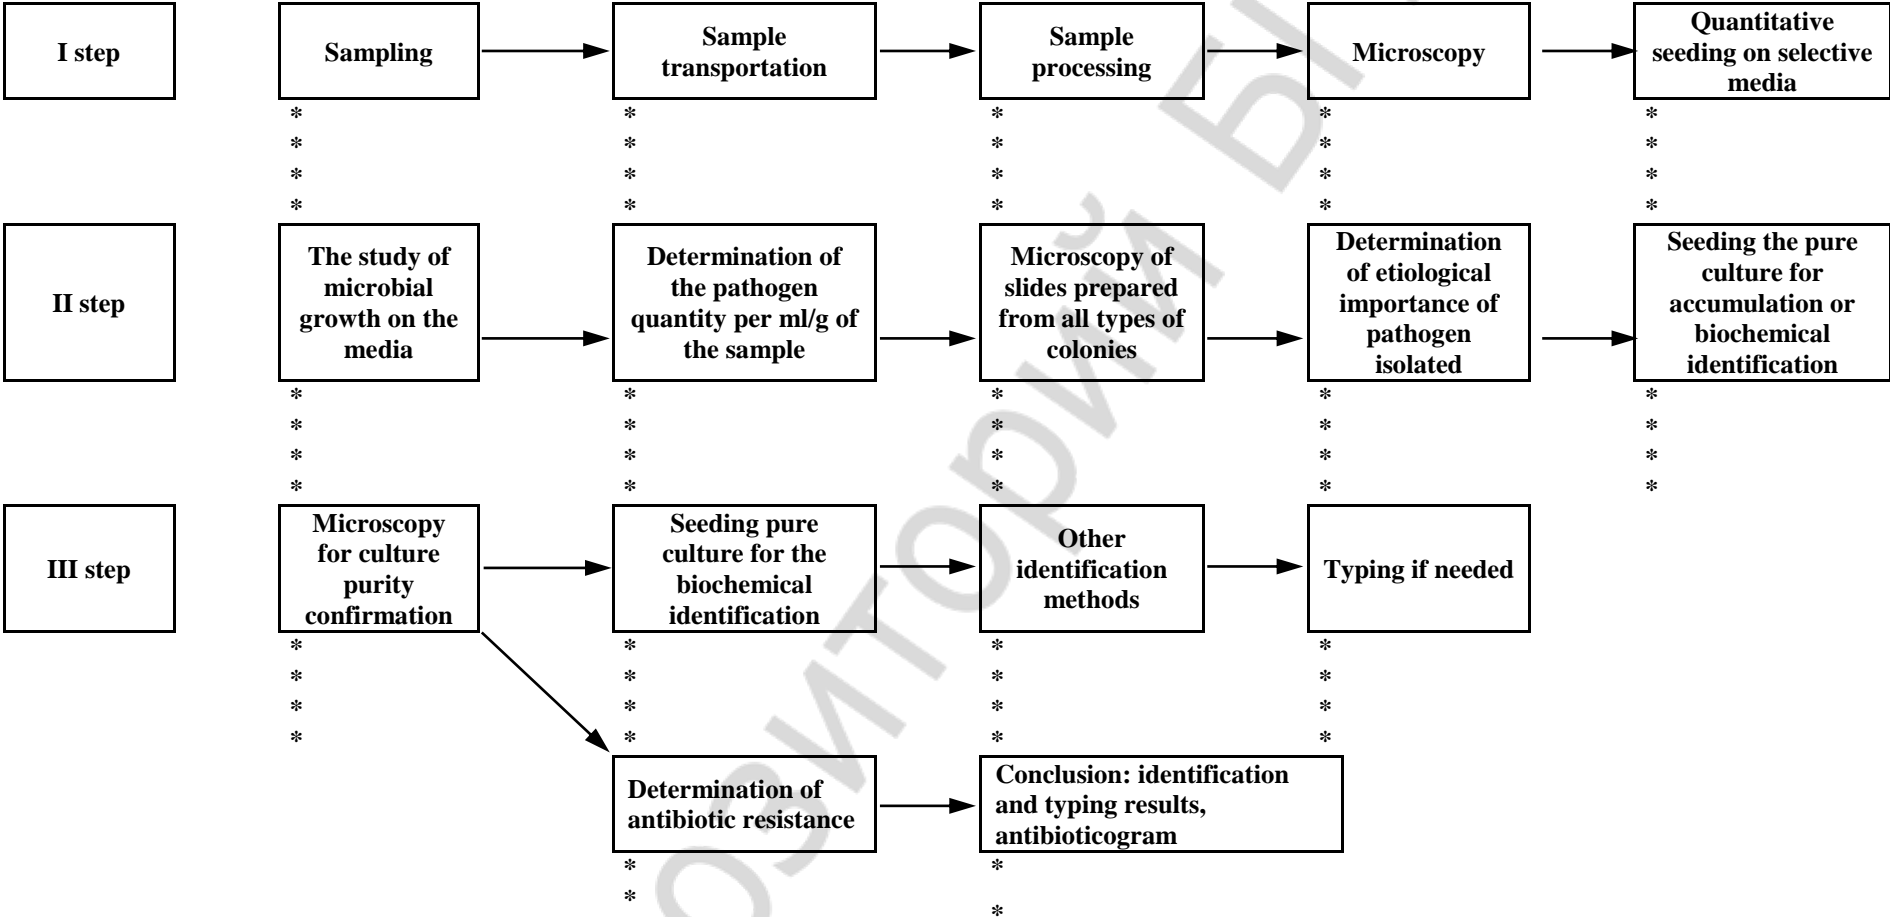 I step
Sampling
Sample
transportation
Sample
processing
Microscopy
Quantitative
seeding on selective
media
* * * * *
* * * * *
* * * * *
* * * * *
II step
The study of
microbial
growth on the
media
Determination of
the pathogen
quantity per ml/g of
the sample
Microscopy of
slides prepared
from all types of
colonies
Determination
of etiological
importance of
pathogen
isolated
Seeding the pure
culture for
accumulation or
biochemical
identification
* * * * *
* * * * *
* * * * *
* * * * *
III step
Microscopy
for culture
purity
confirmation
Seeding pure
culture for the
biochemical
identification
Other
identification
methods
Typing if needed
* * * *
* * * *
* * * *
* * * *
Determination of
antibiotic resistance
Conclusion: identification
and typing results,
antibioticogram
* *
*
*